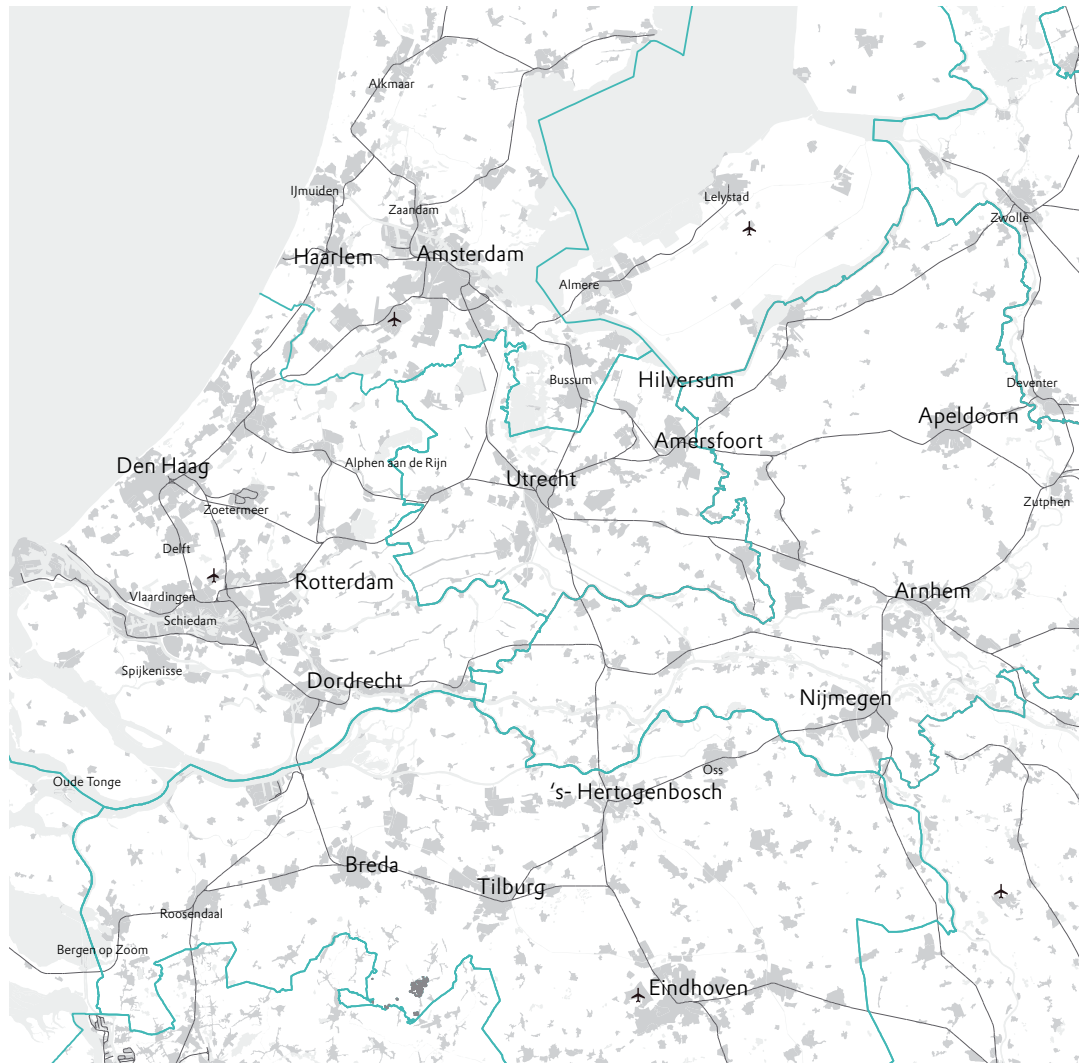 Alkmaar
IJmuiden
Lelystad
Zaandam
Zwolle
Haarlem
Amsterdam
Almere
Bussum
Hilversum
Deventer
Apeldoorn
Amersfoort
Den Haag
Alphen aan de Rijn
Utrecht
Zoetermeer
Zutphen
Delft
Rotterdam
Arnhem
Vlaardingen
Schiedam
Spijkenisse
Dordrecht
Nijmegen
Oss
Oude Tonge
's- Hertogenbosch
Breda
Tilburg
Roosendaal
Bergen op Zoom
Eindhoven